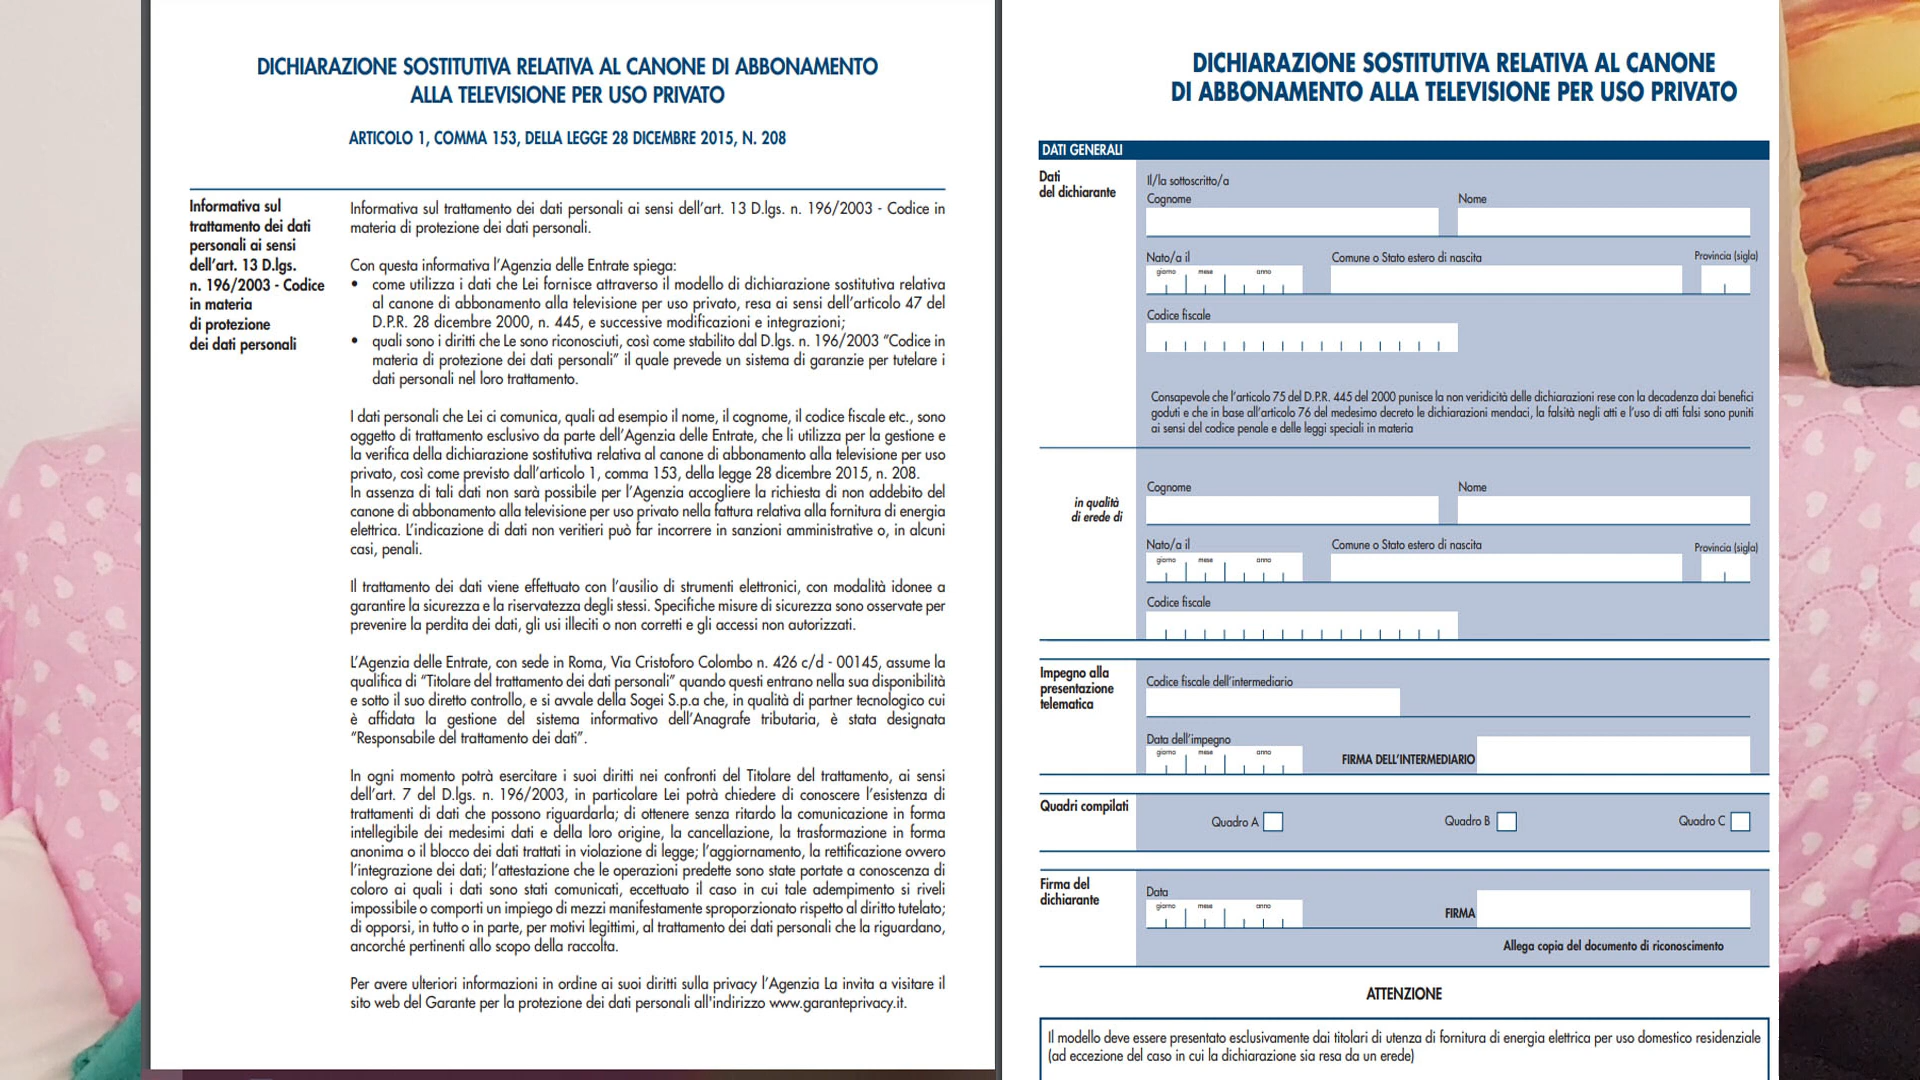 DICHIARAZIONE SOSTITUTIVA RELATIVA AL CANONE DI ABBONAMENTO
ALLA TELEVISIONE PER USO PRIVATO
ARTICOLO 1, COMMA 153, DELLA LEGGE 28 DICEMBRE 2015, N. 208
Informativa sul
trattamento dei dati
personali ai sensi
dell'art. 13 D.lgs.
n. 196/2003 - Codice
in materia
di protezione
dei dati personali
Informativa sul trattamento dei dati personali ai sensi dell'art. 13 D.lgs. n. 196/2003 - Codice in
materia di protezione dei dati personali.
Con questa informativa l'Agenzia delle Entrate spiega:
• come utilizza i dati che Lei fornisce attraverso il modello di dichiarazione sostitutiva relativa
al canone di abbonamento alla televisione per uso privato, resa ai sensi dell'articolo 47 del
D.P.R. 28 dicembre 2000, n. 445, e successive modificazioni e integrazioni;
• quali sono i diritti che Le sono riconosciuti, così come stabilito dal D.lgs. n. 196/2003 "Codice in
materia di protezione dei dati personali" il quale prevede un sistema di garanzie per tutelare i
dati personali nel loro trattamento.
I dati personali che Lei ci comunica, quali ad esempio il nome, il cognome, il codice fiscale etc., sono
oggetto di trattamento esclusivo da parte dell'Agenzia delle Entrate, che li utilizza per la gestione e
la verifica della dichiarazione sostitutiva relativa al canone di abbonamento alla televisione per uso
privato, così come previsto dall'articolo 1, comma 153, della legge 28 dicembre 2015, n. 208.
In assenza di tali dati non sarà possibile per l'Agenzia accogliere la richiesta di non addebito del
canone di abbonamento alla televisione per uso privato nella fattura relativa alla fornitura di energia
elettrica. L'indicazione di dati non veritieri può far incorrere in sanzioni amministrative o, in alcuni
casi, penali.
Il trattamento dei dati viene effettuato con l'ausilio di strumenti elettronici, con modalità idonee a
garantire la sicurezza e la riservatezza degli stessi. Specifiche misure di sicurezza sono osservate per
prevenire la perdita dei dati, gli usi illeciti o non corretti e gli accessi non autorizzati.
L'Agenzia delle Entrate, con sede in Roma, Via Cristoforo Colombo n. 426 c/d - 00145, assume la
qualifica di "Titolare del trattamento dei dati personali" quando questi entrano nella sua disponibilità
e sotto il suo diretto controllo, e si avvale della Sogei S.p.a che, in qualità di partner tecnologico cui
è affidata la gestione del sistema informativo dell'Anagrafe tributaria, è stata designata
"Responsabile del trattamento dei dati".
In ogni momento potrà esercitare i suoi diritti nei confronti del Titolare del trattamento, ai sensi
dell'art. 7 del D.lgs. n. 196/2003, in particolare Lei potrà chiedere di conoscere l'esistenza di
trattamenti di dati che possono riguardarla; di ottenere senza ritardo la comunicazione in forma
intellegibile dei medesimi dati e della loro origine, la cancellazione, la trasformazione in forma
anonima o il blocco dei dati trattati in violazione di legge; l'aggiornamento, la rettificazione ovvero
l'integrazione dei dati; l'attestazione che le operazioni predette sono state portate a conoscenza di
coloro ai quali i dati sono stati comunicati, eccettuato il caso in cui tale adempimento si riveli
impossibile o comporti un impiego di mezzi manifestamente sproporzionato rispetto al diritto tutelato;
di opporsi, in tutto o in parte, per motivi legittimi, al trattamento dei dati personali che la riguardano,
ancorché pertinenti allo scopo della raccolta.
Per avere ulteriori informazioni in ordine ai suoi diritti sulla privacy l'Agenzia La invita a visitare il
sito web del Garante per la protezione dei dati personali all'indirizzo www.garanteprivacy.it.
DICHIARAZIONE SOSTITUTIVA RELATIVA AL CANONE
DI ABBONAMENTO ALLA TELEVISIONE PER USO PRIVATO
DATI GENERALI
Dati
del dichiarante
Il/la sottoscritto/a
Cognome Nome
Nato/a il Comune o Stato estero di nascita Provincia (sigla)
giorno mese anno
Codice fiscale
Consapevole che l'articolo 75 del D.P.R. 445 del 2000 punisce la non veridicità delle dichiarazioni rese con la decadenza dai benefici
goduti e che in base all'articolo 76 del medesimo decreto le dichiarazioni mendaci, la falsità negli atti e l'uso di atti falsi sono puniti
ai sensi del codice penale e delle leggi speciali in materia
in qualità
di erede di
Cognome Nome
Nato/a il Comune o Stato estero di nascita Provincia (sigla)
giorno mese anno
Codice fiscale
Impegno alla
presentazione
telematica
Codice fiscale dell'intermediario
Data dell'impegno
giorno mese anno
FIRMA DELL'INTERMEDIARIO
Quadri compilati
Quadro A Quadro B Quadro C
Firma del
dichiarante
Data
giorno mese anno
FIRMA
Allega copia del documento di riconoscimento
ATTENZIONE
Il modello deve essere presentato esclusivamente dai titolari di utenza di fornitura di energia elettrica per uso domestico residenziale
(ad eccezione del caso in cui la dichiarazione sia resa da un erede)